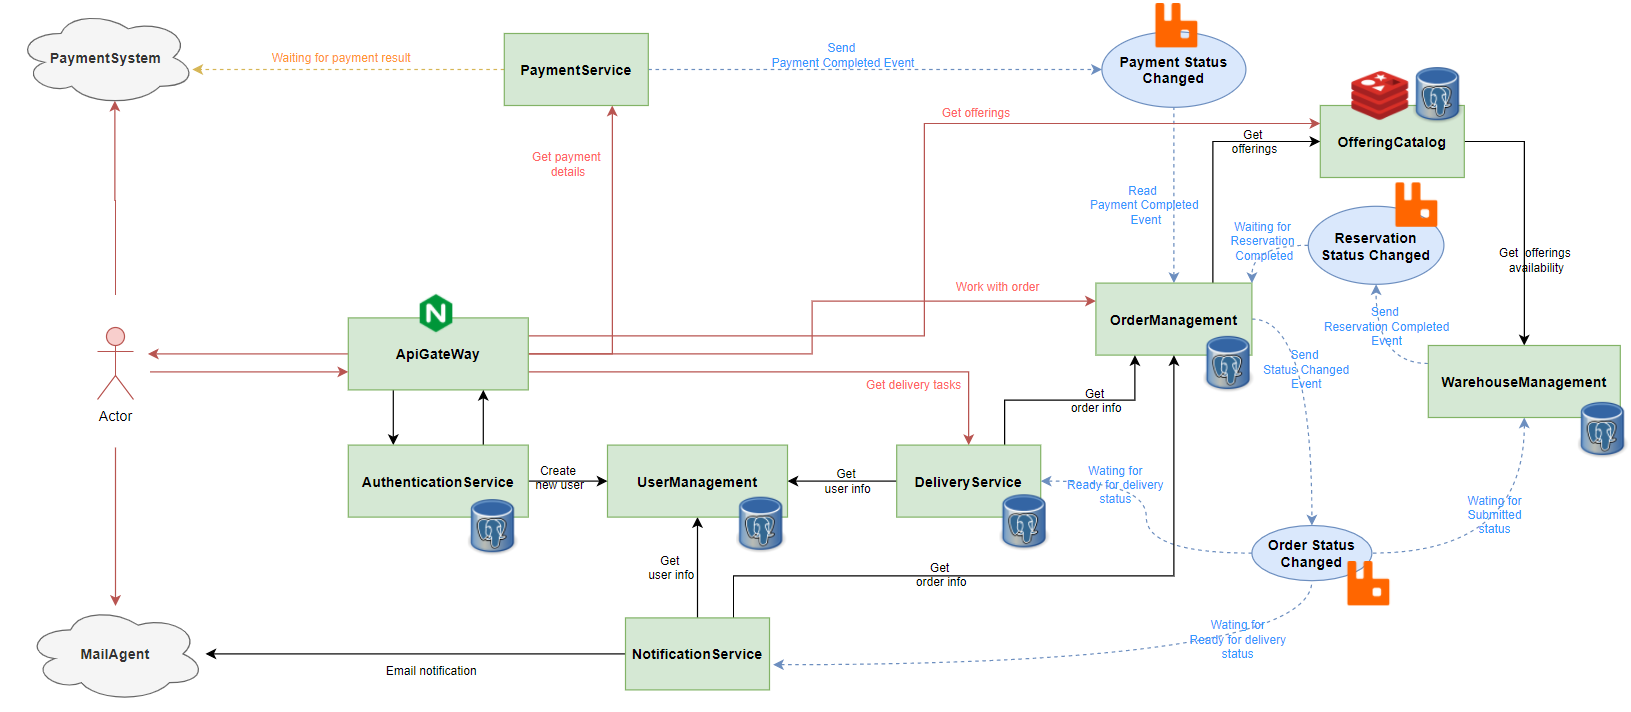 PaymentSystem
Waiting for payment result
PaymentService
Send
Payment Completed Event
Payment Status
Changed
Get offerings
Get
offerings
OfferingCatalog
Get payment
details
Read
Payment Completed
Event
Waiting for
Reservation
Completed
Reservation
Status Changed
Get offerings
availability
Work with order
N
ApiGateWay
OrderManagement
Send
Reservation Completed
Event
Send
Status Changed
Event
WarehouseManagement
Actor
Get delivery tasks
Get
order info
AuthenticationService
Create
new user
UserManagement
Get
user info
DeliveryService
Wating for
Ready for delivery
status
Wating for
Submitted
status
Order Status
Changed
Get
user info
Get
order info
Wating for
Ready for delivery
status
MailAgent
Email notification
NotificationService